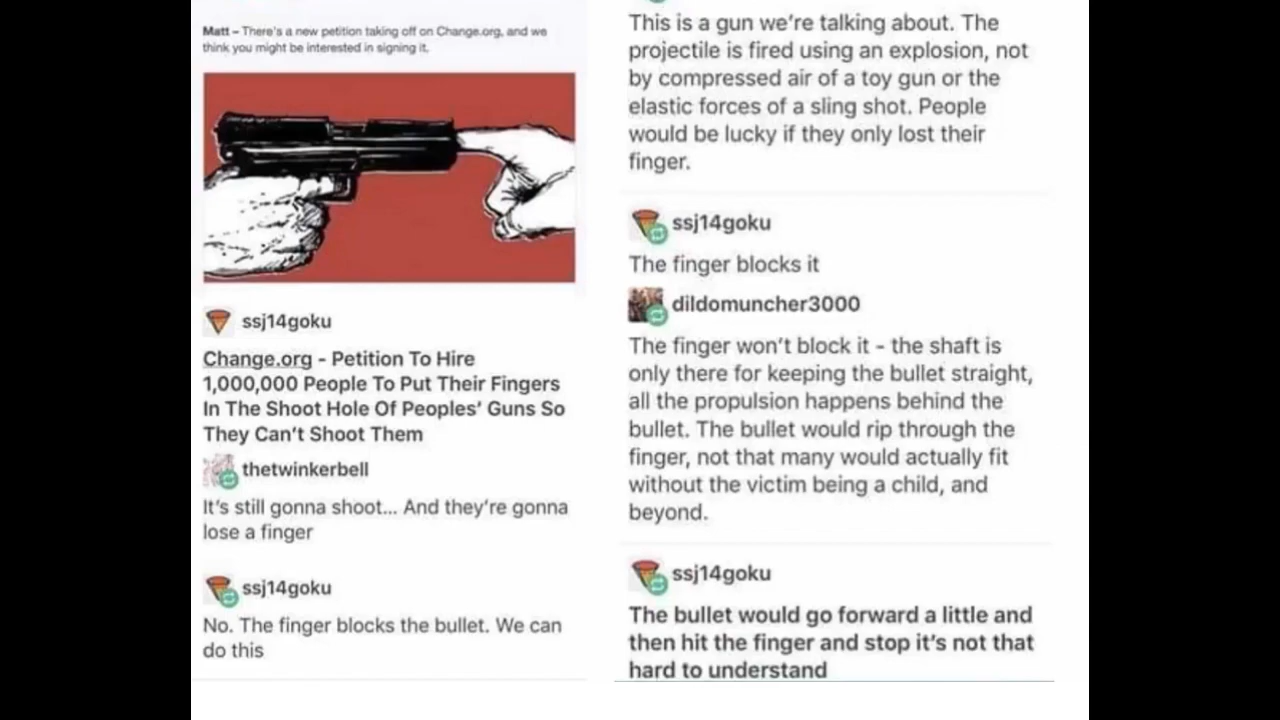 Matt – There's a new petition taking off on Change.org, and we
think you might be interested in signing it.
ssj14goku
Change.org - Petition To Hire
1,000,000 People To Put Their Fingers
In The Shoot Hole Of Peoples' Guns So
They Can't Shoot Them
thetwinkerbell
It's still gonna shoot... And they're gonna
lose a finger
ssj14goku
No. The finger blocks the bullet. We can
do this
This is a gun we're talking about. The
projectile is fired using an explosion, not
by compressed air of a toy gun or the
elastic forces of a sling shot. People
would be lucky if they only lost their
finger.
ssj14goku
The finger blocks it
dildomuncher3000
The finger won't block it - the shaft is
only there for keeping the bullet straight,
all the propulsion happens behind the
bullet. The bullet would rip through the
finger, not that many would actually fit
without the victim being a child, and
beyond.
ssj14goku
The bullet would go forward a little and
then hit the finger and stop it's not that
hard to understand